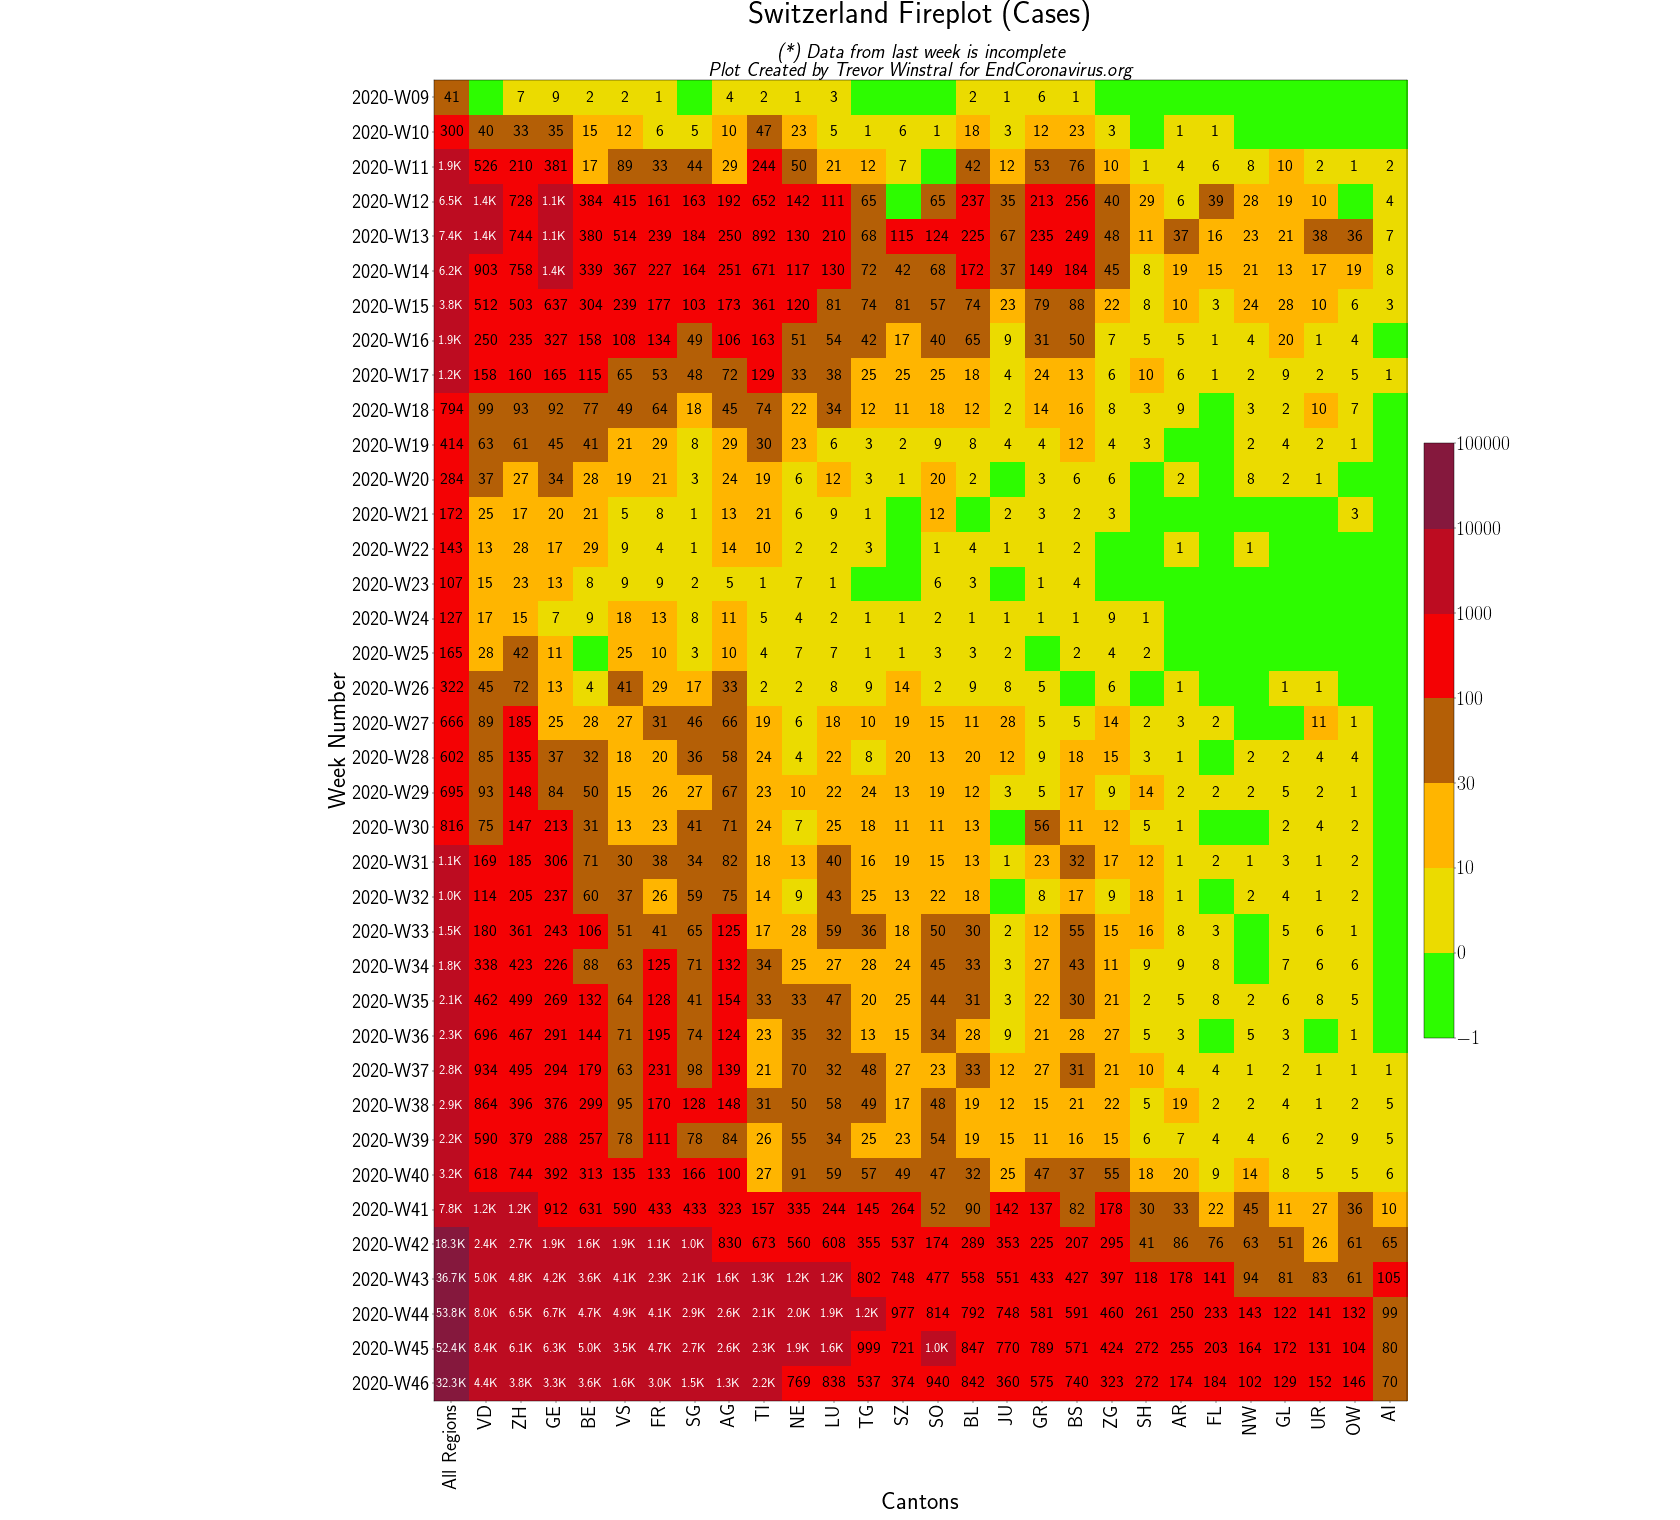 Switzerland Fireplot (Cases)
(*) Data from last week is incomplete
Plot Created by Trevor Winstral for EndCoronavirus.org
2020-W09 41 7 9 2 2 1 4 2 1 3 2 1 6 1
2020-W10 300 40 33 35 15 12 6 5 10 47 23 5 1 6 1 18 3 12 23 3 1 1
2020-W11 1.9K 526 210 381 17 89 33 44 29 244 50 21 12 7 42 12 53 76 10 1 4 6 8 10 2 1 2
2020-W12 6.5K 1.4K 728 1.1K 384 415 161 163 192 652 142 111 65 65 237 35 213 256 40 29 6 39 28 19 10 4
2020-W13 7.4K 1.4K 744 1.1K 380 514 239 184 250 892 130 210 68 115 124 225 67 235 249 48 11 37 16 23 21 38 36 7
2020-W14 6.2K 903 758 1.4K 339 367 227 164 251 671 117 130 72 42 68 172 37 149 184 45 8 19 15 21 13 17 19 8
2020-W15 3.8K 512 503 637 304 239 177 103 173 361 120 81 74 81 57 74 23 79 88 22 8 10 3 24 28 10 6 3
2020-W16 1.9K 250 235 327 158 108 134 49 106 163 51 54 42 17 40 65 9 31 50 7 5 5 1 4 20 1 4
2020-W17 1.2K 158 160 165 115 65 53 48 72 129 33 38 25 25 25 18 4 24 13 6 10 6 1 2 9 2 5 1
2020-W18 794 99 93 92 77 49 64 18 45 74 22 34 12 11 18 12 2 14 16 8 3 9 3 2 10 7
2020-W19 414 63 61 45 41 21 29 8 29 30 23 6 3 2 9 8 4 4 12 4 3 2 4 2 1
2020-W20 284 37 27 34 28 19 21 3 24 19 6 12 3 1 20 2 3 6 6 2 8 2 1
2020-W21 172 25 17 20 21 5 8 1 13 21 6 9 1 12 2 3 2 3 3
2020-W22 143 13 28 17 29 9 4 1 14 10 2 2 3 1 4 1 1 2 1 1
2020-W23 107 15 23 13 8 9 9 2 5 1 7 1 6 3 1 4
2020-W24 127 17 15 7 9 18 13 8 11 5 4 2 1 1 2 1 1 1 1 9 1
2020-W25 165 28 42 11 25 10 3 10 4 7 7 1 1 3 3 2 2 4 2
2020-W26 322 45 72 13 4 41 29 17 33 2 2 8 9 14 2 9 8 5 6 1 1 1
2020-W27 666 89 185 25 28 27 31 46 66 19 6 18 10 19 15 11 28 5 5 14 2 3 2 11 1
2020-W28 602 85 135 37 32 18 20 36 58 24 4 22 8 20 13 20 12 9 18 15 3 1 2 2 4 4
2020-W29 695 93 148 84 50 15 26 27 67 23 10 22 24 13 19 12 3 5 17 9 14 2 2 2 5 2 1
2020-W30 816 75 147 213 31 13 23 41 71 24 7 25 18 11 11 13 56 11 12 5 1 2 4 2
2020-W31 1.1K 169 185 306 71 30 38 34 82 18 13 40 16 19 15 13 1 23 32 17 12 1 2 1 3 1 2
2020-W32 1.0K 114 205 237 60 37 26 59 75 14 9 43 25 13 22 18 8 17 9 18 1 2 4 1 2
2020-W33 1.5K 180 361 243 106 51 41 65 125 17 28 59 36 18 50 30 2 12 55 15 16 8 3 5 6 1
2020-W34 1.8K 338 423 226 88 63 125 71 132 34 25 27 28 24 45 33 3 27 43 11 9 9 8 7 6 6
2020-W35 2.1K 462 499 269 132 64 128 41 154 33 33 47 20 25 44 31 3 22 30 21 2 5 8 2 6 8 5
2020-W36 2.3K 696 467 291 144 71 195 74 124 23 35 32 13 15 34 28 9 21 28 27 5 3 5 3 1
2020-W37 2.8K 934 495 294 179 63 231 98 139 21 70 32 48 27 23 33 12 27 31 21 10 4 4 1 2 1 1 1
2020-W38 2.9K 864 396 376 299 95 170 128 148 31 50 58 49 17 48 19 12 15 21 22 5 19 2 2 4 1 2 5
2020-W39 2.2K 590 379 288 257 78 111 78 84 26 55 34 25 23 54 19 15 11 16 15 6 7 4 4 6 2 9 5
2020-W40 3.2K 618 744 392 313 135 133 166 100 27 91 59 57 49 47 32 25 47 37 55 18 20 9 14 8 5 5 6
2020-W41 7.8K 1.2K 1.2K 912 631 590 433 433 323 157 335 244 145 264 52 90 142 137 82 178 30 33 22 45 11 27 36 10
2020-W42 18.3K 2.4K 2.7K 1.9K 1.6K 1.9K 1.1K 1.0K 830 673 560 608 355 537 174 289 353 225 207 295 41 86 76 63 51 26 61 65
2020-W43 36.7K 5.0K 4.8K 4.2K 3.6K 4.1K 2.3K 2.1K 1.6K 1.3K 1.2K 1.2K 802 748 477 558 551 433 427 397 118 178 141 94 81 83 61 105
2020-W44 53.8K 8.0K 6.5K 6.7K 4.7K 4.9K 4.1K 2.9K 2.6K 2.1K 2.0K 1.9K 1.2K 977 814 792 748 581 591 460 261 250 233 143 122 141 132 99
2020-W45 52.4K 8.4K 6.1K 6.3K 5.0K 3.5K 4.7K 2.7K 2.6K 2.3K 1.9K 1.6K 999 721 1.0K 847 770 789 571 424 272 255 203 164 172 131 104 80
2020-W46 32.3K 4.4K 3.8K 3.3K 3.6K 1.6K 3.0K 1.5K 1.3K 2.2K 769 838 537 374 940 842 360 575 740 323 272 174 184 102 129 152 146 70
All Regions VD ZH GE BE VS FR SG AG TI NE LU TG SZ SO BL JU GR BS ZG SH AR FL NW GL UR OW AI
Cantons
Week Number
100000
10000
1000
100
30
10
0
−1